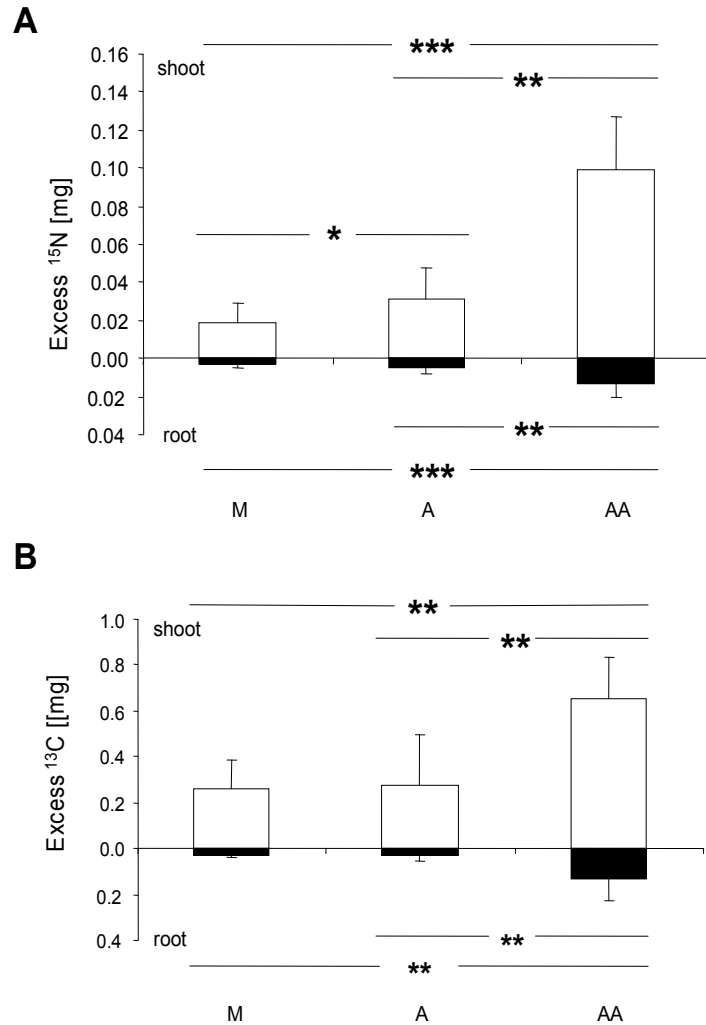 A
0.16
***
shoot
0.14
**
0.12
0.10
0.08
0.06
*
0.04
0.02
0.00
0.02
0.04
root
**
***
Excess ¹⁵N [mg]
M A AA
B
1.0
**
shoot
**
0.8
0.6
0.4
0.2
0.0
0.2
0.4
root
**
**
Excess ¹³C [[mg]
M A AA